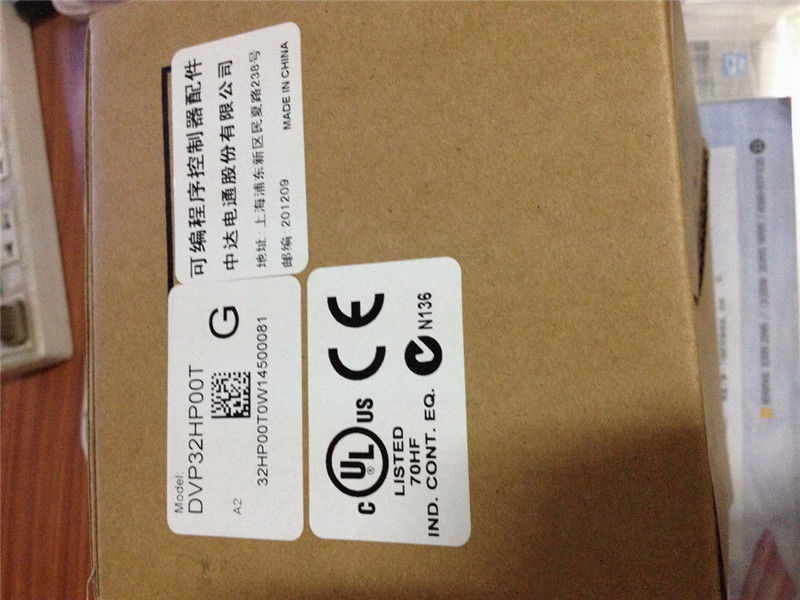 可编程序控制器配件
中达电通股份有限公司
地址:上海浦东新区民夏路238号
邮编:201209
MADE IN CHINA
Model
DVP32HP00T
G
A2
32HP00T0W14500081
C UL US
®
LISTED
70HF
IND. CONT. EQ.
CE
N136